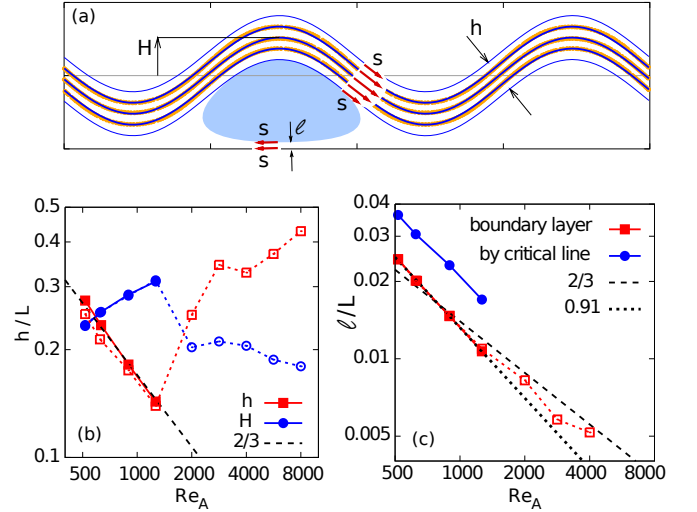 (a)
H
h
s
s
s
ℓ
s
0.5
0.4
0.3
0.2
0.1
h/L
h
H
2/3
(b)
500 1000 2000 4000 8000
Re_A
0.04
0.03
0.02
0.01
0.005
ℓ/L
boundary layer
by critical line
2/3
0.91
(c)
500 1000 2000 4000 8000
Re_A